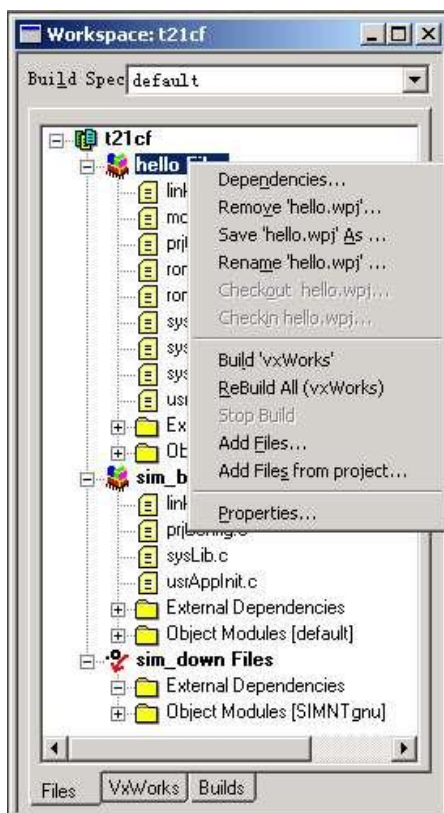 Workspace: t21cf
Build Spec default
t21cf
hello
Dependencies...
Remove 'hello.wpj'...
Save 'hello.wpj' As ...
Rename 'hello.wpj' ...
Checkout hello.wpj...
Checkin hello.wpj...
Build 'vxWorks'
ReBuild All (vxWorks)
Stop Build
Add Files...
Add Files from project...
Properties...
sysLib.c
usrAppInit.c
External Dependencies
Object Modules [default]
sim_down Files
External Dependencies
Object Modules [SIMNTgnu]
Files VxWorks Builds